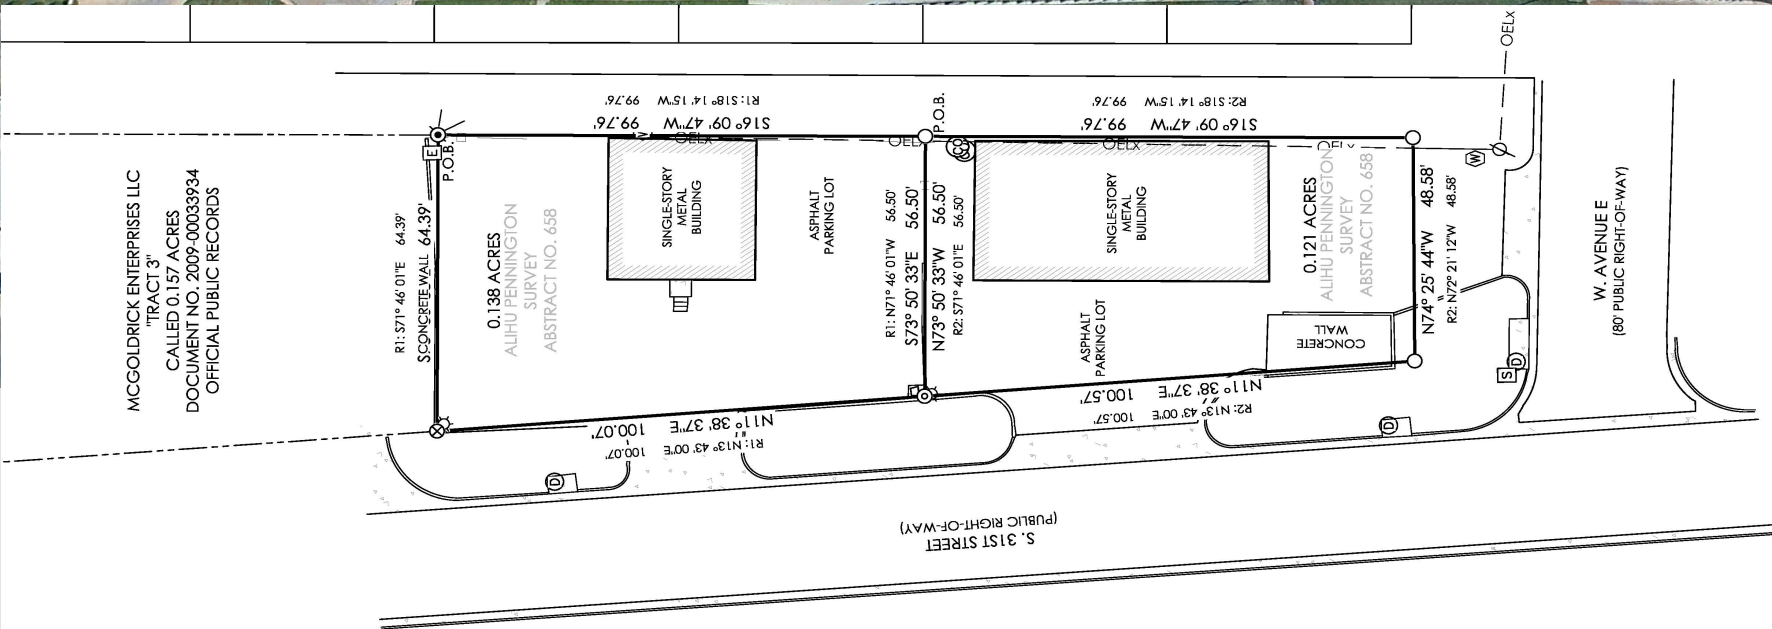 MCGOLDRICK ENTERPRISES LLC
"TRACT 3"
CALLED 0.157 ACRES
DOCUMENT NO. 2009-00033934
OFFICIAL PUBLIC RECORDS
R1: S71° 46' 01"E 64.39'
CONCRETE WALL 64.39'
E
P.O.B.
0.138 ACRES
ALIHU PENNINGTON
SURVEY
ABSTRACT NO. 658
R1: S18° 14' 15"W 99.76'
S16° 09' 47"W 99.76'
OELx
SINGLE-STORY
METAL
BUILDING
ASPHALT
PARKING LOT
R1: N71° 46' 01"W 56.50'
S73° 50' 33"E 56.50'
N73° 50' 33"W 56.50'
R2: S71° 46' 01"E 56.50'
P.O.B.
R2: S18° 14' 15"W 99.76'
S16° 09' 47"W 99.76'
OELx
SINGLE-STORY
METAL
BUILDING
ASPHALT
PARKING LOT
0.121 ACRES
ALIHU PENNINGTON
SURVEY
ABSTRACT NO. 658
CONCRETE
WALL
N74° 25' 44"W 48.58'
R2: N72° 21' 12"W 48.58'
W
OELx
S
D
D
D
W. AVENUE E
(80' PUBLIC RIGHT-OF-WAY)
N11° 38' 37"E 100.07'
R1: N13° 43' 00"E 100.07'
N11° 38' 37"E 100.57'
R2: N13° 43' 00"E 100.57'
S. 31ST STREET
(PUBLIC RIGHT-OF-WAY)